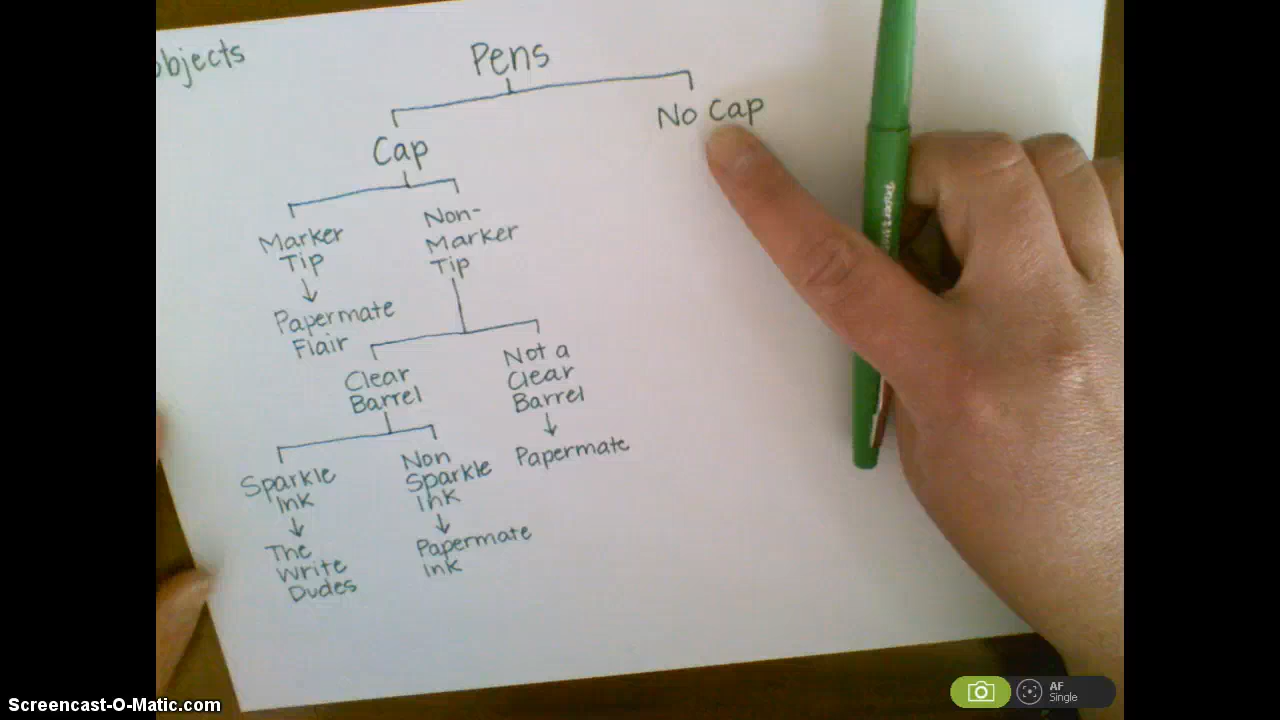 objects
Pens
No Cap
Cap
Marker
Tip
Non-
Marker
Tip
Papermate
Flair
Clear
Barrel
Not a
Clear
Barrel
Papermate
Sparkle
Ink
Non
Sparkle
Ink
The
Write
Dudes
Papermate
Ink
AF
Single
Screencast-O-Matic.com